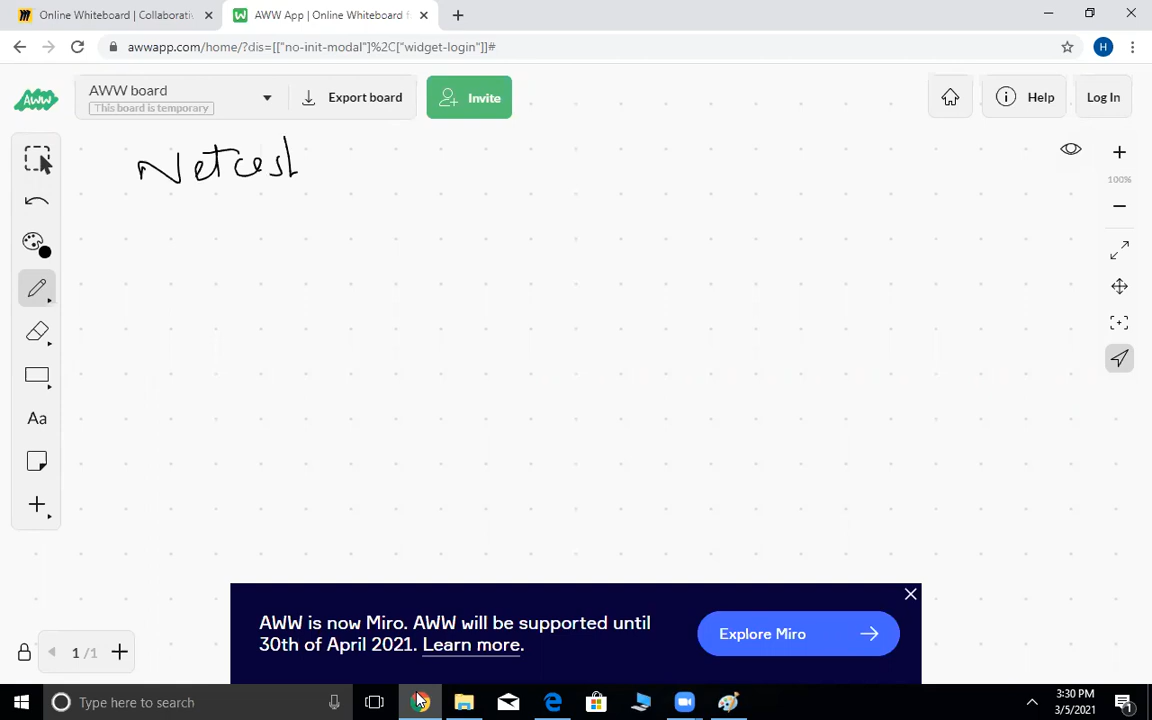 Online Whiteboard | Collaborati
AWW App | Online Whiteboard f
awwapp.com/home/?dis=[["no-init-modal"]%2C["widget-login"]]#
H
AWW
AWW board
This board is temporary
Export board
Invite
Help
Log In
100%
Aa
AWW is now Miro. AWW will be supported until
30th of April 2021. Learn more.
Explore Miro
1 /1
Type here to search
3:30 PM
3/5/2021
1